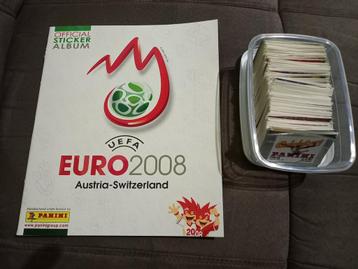 OFFICIAL
STICKER
ALBUM
UEFA
EURO2008
Austria-Switzerland
PANINI
www.paninigroup.com
PANINI